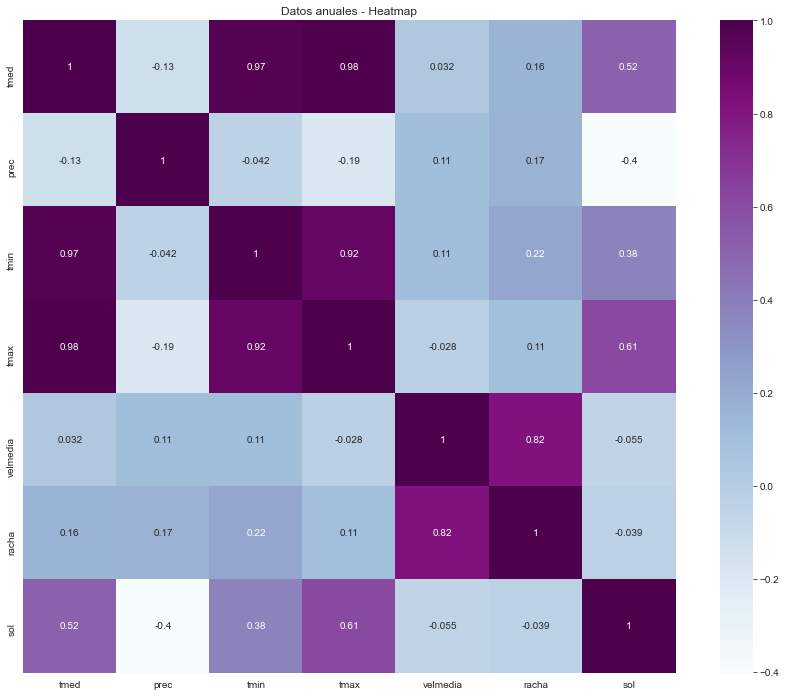 Datos anuales - Heatmap
tmed 1 -0.13 0.97 0.98 0.032 0.16 0.52
prec -0.13 1 -0.042 -0.19 0.11 0.17 -0.4
tmin 0.97 -0.042 1 0.92 0.11 0.22 0.38
tmax 0.98 -0.19 0.92 1 -0.028 0.11 0.61
velmedia 0.032 0.11 0.11 -0.028 1 0.82 -0.055
racha 0.16 0.17 0.22 0.11 0.82 1 -0.039
sol 0.52 -0.4 0.38 0.61 -0.055 -0.039 1
tmed prec tmin tmax velmedia racha sol
1.0
0.8
0.6
0.4
0.2
0.0
−0.2
−0.4